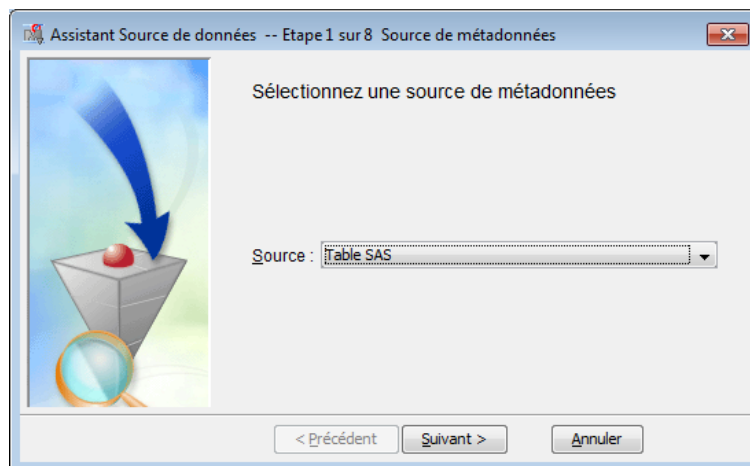 Assistant Source de données -- Etape 1 sur 8 Source de métadonnées
Sélectionnez une source de métadonnées
Source : Table SAS
< Précédent Suivant > Annuler